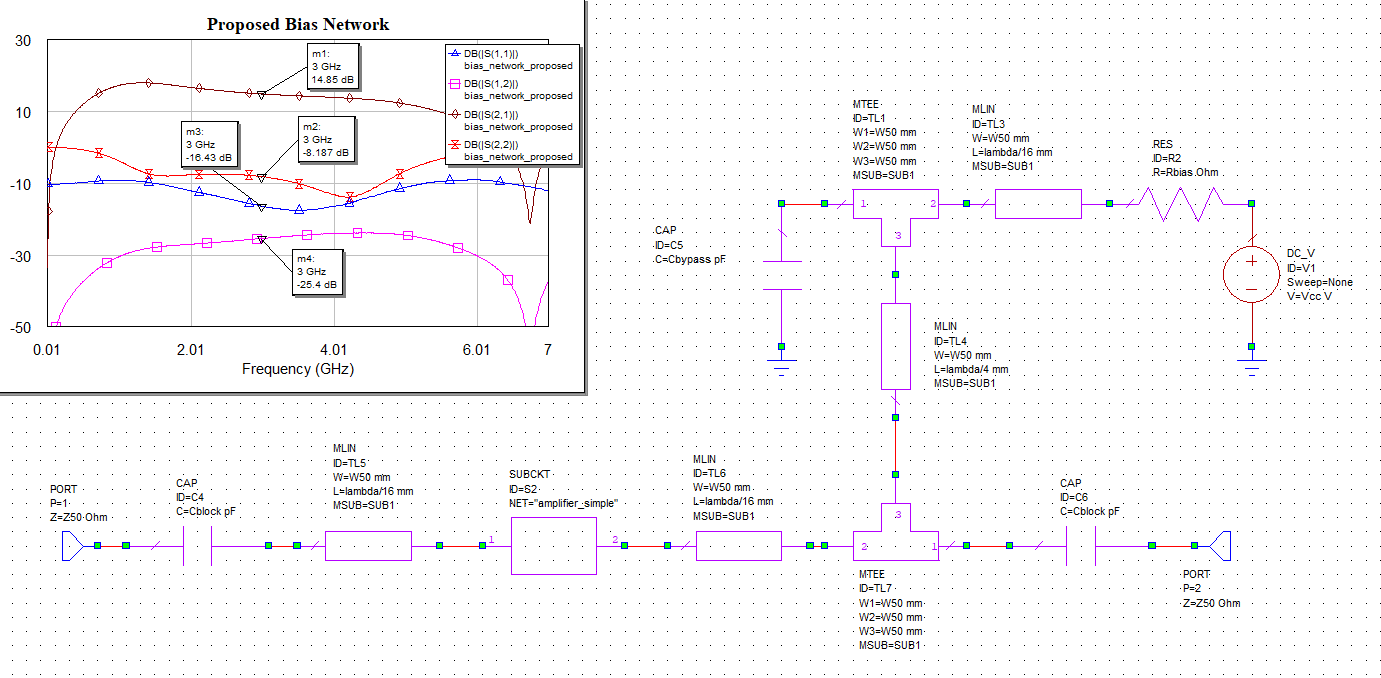 Proposed Bias Network
30
10
-10
-30
-50
0.01
2.01
4.01
6.01
7
Frequency (GHz)
m1:
3 GHz
14.85 dB
m2:
3 GHz
-8.187 dB
m3:
3 GHz
-16.43 dB
m4:
3 GHz
-25.4 dB
DB(|S(1,1)|)
bias_network_proposed
DB(|S(1,2)|)
bias_network_proposed
DB(|S(2,1)|)
bias_network_proposed
DB(|S(2,2)|)
bias_network_proposed
MTEE
ID=TL1
W1=W50 mm
W2=W50 mm
W3=W50 mm
MSUB=SUB1
1
2
3
MLIN
ID=TL3
W=W50 mm
L=lambda/16 mm
MSUB=SUB1
RES
ID=R2
R=Rbias Ohm
CAP
ID=C5
C=Cbypass pF
DC_V
ID=V1
Sweep=None
V=Vcc V
MLIN
ID=TL4
W=W50 mm
L=lambda/4 mm
MSUB=SUB1
PORT
P=1
Z=Z50 Ohm
CAP
ID=C4
C=Cblock pF
MLIN
ID=TL5
W=W50 mm
L=lambda/16 mm
MSUB=SUB1
SUBCKT
ID=S2
NET="amplifier_simple"
1
2
MLIN
ID=TL6
W=W50 mm
L=lambda/16 mm
MSUB=SUB1
3
2
1
MTEE
ID=TL7
W1=W50 mm
W2=W50 mm
W3=W50 mm
MSUB=SUB1
CAP
ID=C6
C=Cblock pF
PORT
P=2
Z=Z50 Ohm